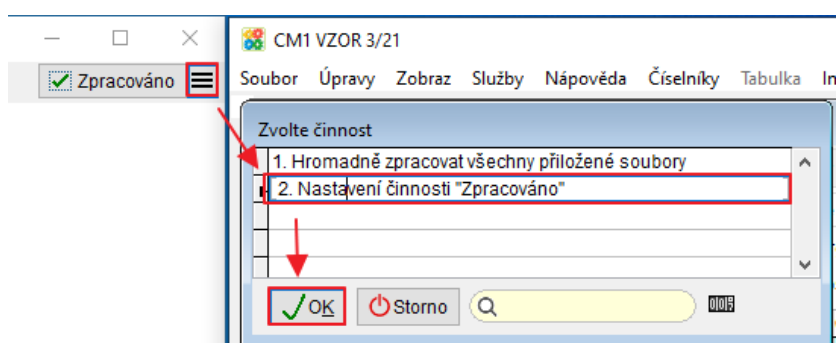 Zpracováno
CM1 VZOR 3/21
Soubor Úpravy Zobraz Služby Nápověda Číselníky Tabulka In
Zvolte činnost
1. Hromadně zpracovat všechny přiložené soubory
2. Nastavení činnosti "Zpracováno"
OK Storno